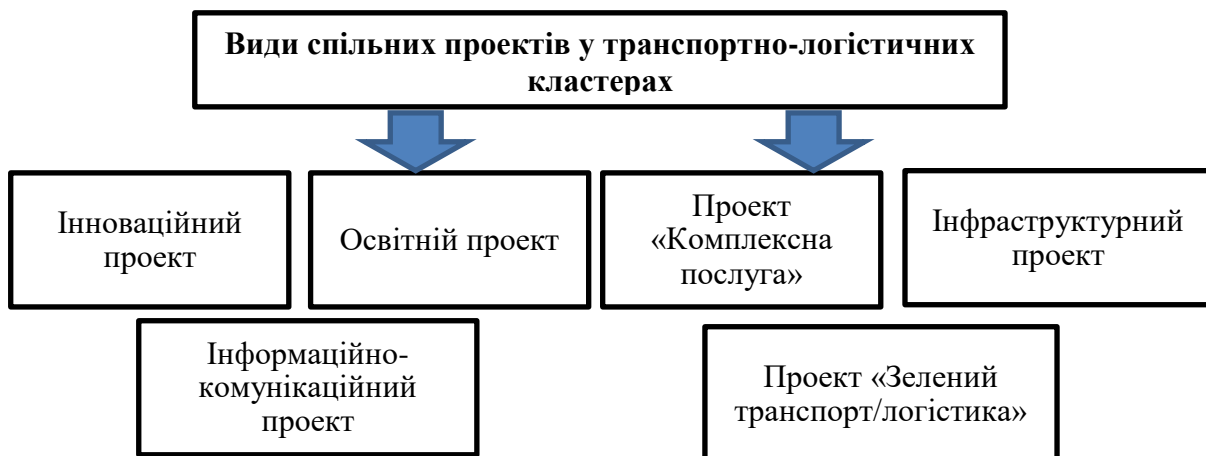 Види спільних проектів у транспортно-логістичних
кластерах
Інноваційний
проект
Освітній проект
Проект
«Комплексна
послуга»
Інфраструктурний
проект
Інформаційно-
комунікаційний
проект
Проект «Зелений
транспорт/логістика»